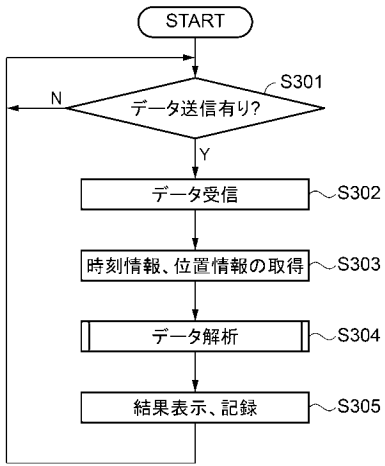 START
S301
データ送信有り?
N
Y
データ受信
S302
時刻情報、位置情報の取得
S303
データ解析
S304
結果表示、記録
S305